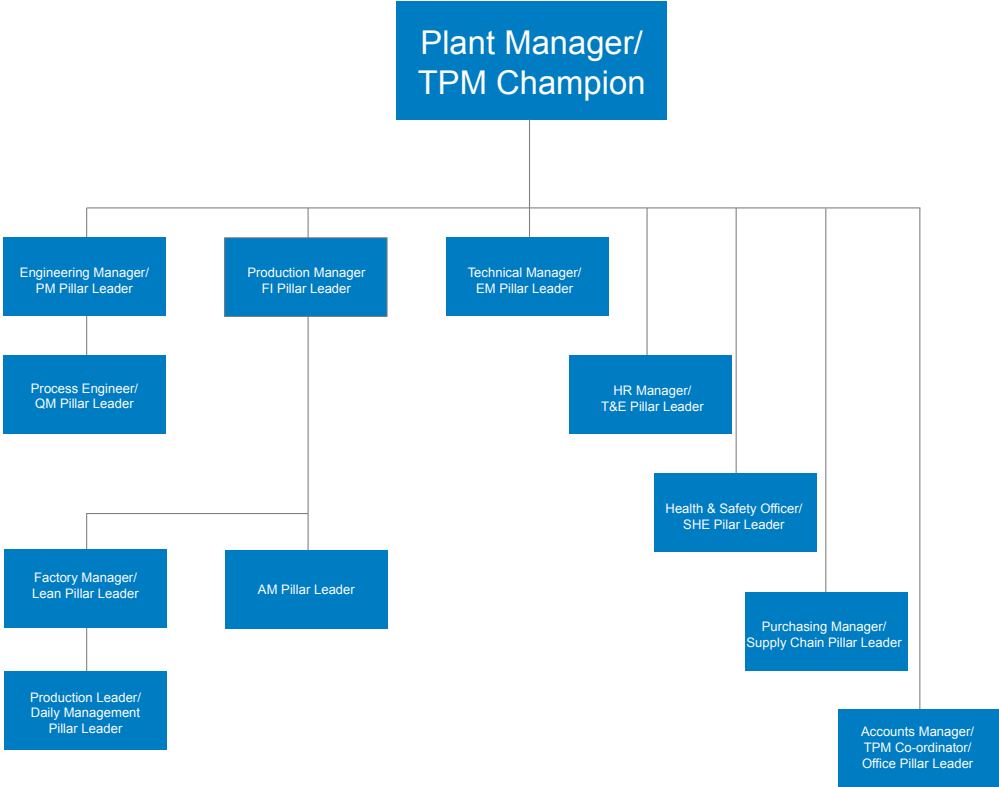 Plant Manager/
TPM Champion
Engineering Manager/
PM Pillar Leader
Production Manager
FI Pillar Leader
Technical Manager/
EM Pillar Leader
Process Engineer/
QM Pillar Leader
HR Manager/
T&E Pillar Leader
Health & Safety Officer/
SHE Pilar Leader
Factory Manager/
Lean Pillar Leader
AM Pillar Leader
Purchasing Manager/
Supply Chain Pillar Leader
Production Leader/
Daily Management
Pillar Leader
Accounts Manager/
TPM Co-ordinator/
Office Pillar Leader